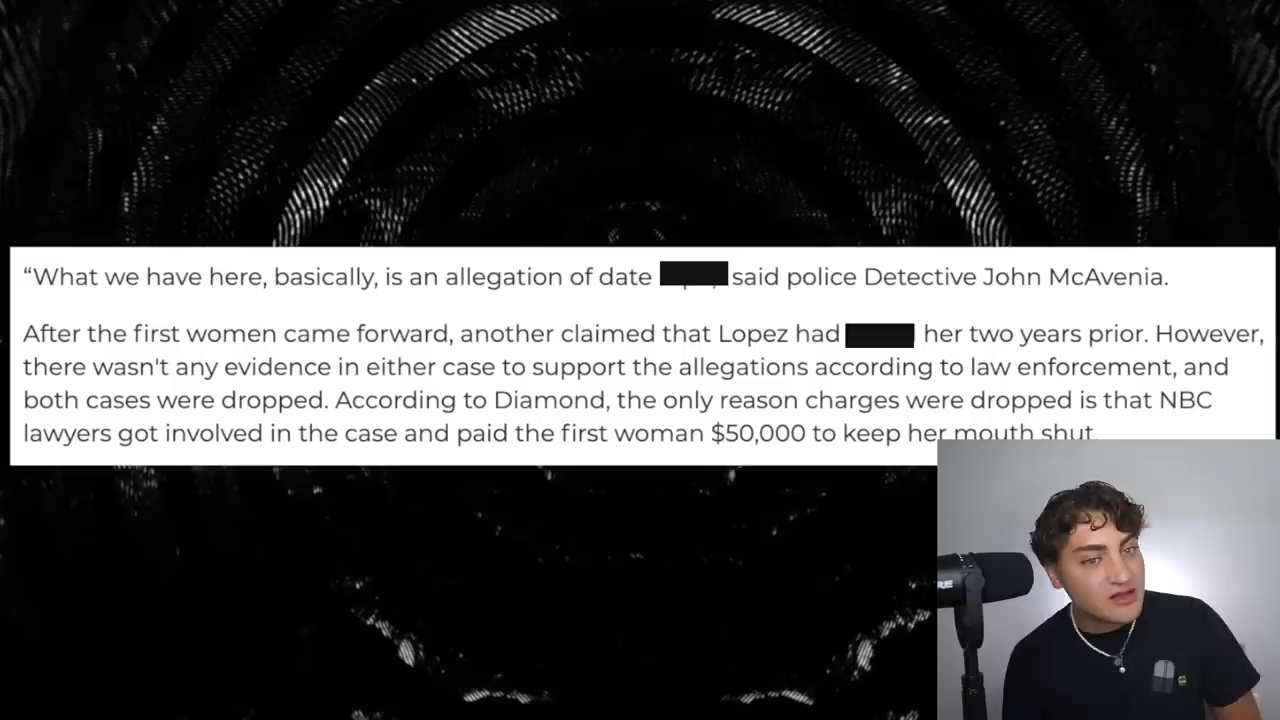 “What we have here, basically, is an allegation of date said police Detective John McAvenia.
After the first women came forward, another claimed that Lopez had her two years prior. However,
there wasn't any evidence in either case to support the allegations according to law enforcement, and
both cases were dropped. According to Diamond, the only reason charges were dropped is that NBC
lawyers got involved in the case and paid the first woman $50,000 to keep her mouth shut.
RE